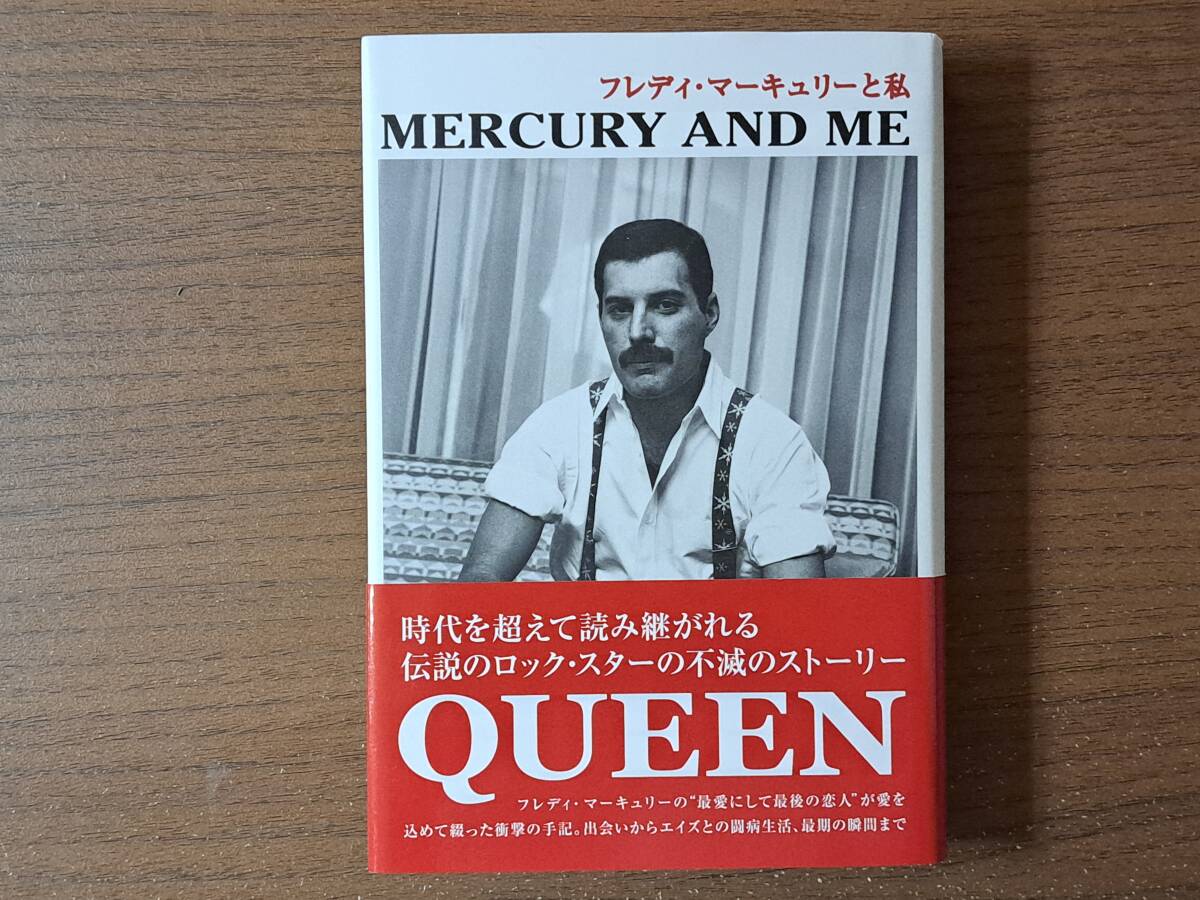 フレディ・マーキュリーと私
MERCURY AND ME
時代を超えて読み継がれる
伝説のロック・スターの不滅のストーリー
QUEEN
フレディ・マーキュリーの“最愛にして最後の恋人”が愛を
込めて綴った衝撃の手記。出会いからエイズとの闘病生活、最期の瞬間まで